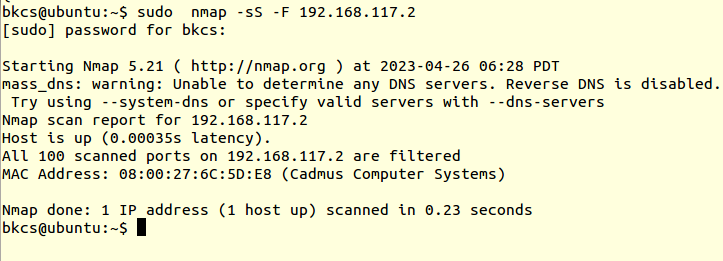 bkcs@ubuntu:~$ sudo  nmap -sS -F 192.168.117.2
[sudo] password for bkcs:
Starting Nmap 5.21 ( http://nmap.org ) at 2023-04-26 06:28 PDT
mass_dns: warning: Unable to determine any DNS servers. Reverse DNS is disabled.
 Try using --system-dns or specify valid servers with --dns-servers
Nmap scan report for 192.168.117.2
Host is up (0.00035s latency).
All 100 scanned ports on 192.168.117.2 are filtered
MAC Address: 08:00:27:6C:5D:E8 (Cadmus Computer Systems)
Nmap done: 1 IP address (1 host up) scanned in 0.23 seconds
bkcs@ubuntu:~$